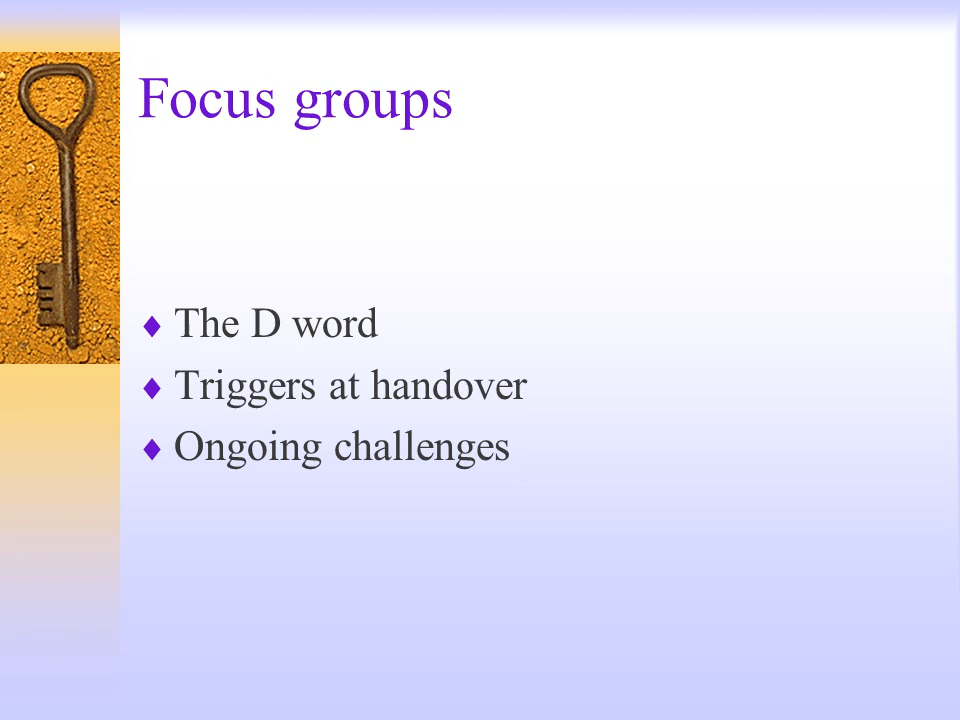 Focus groups
♦ The D word
♦ Triggers at handover
♦ Ongoing challenges